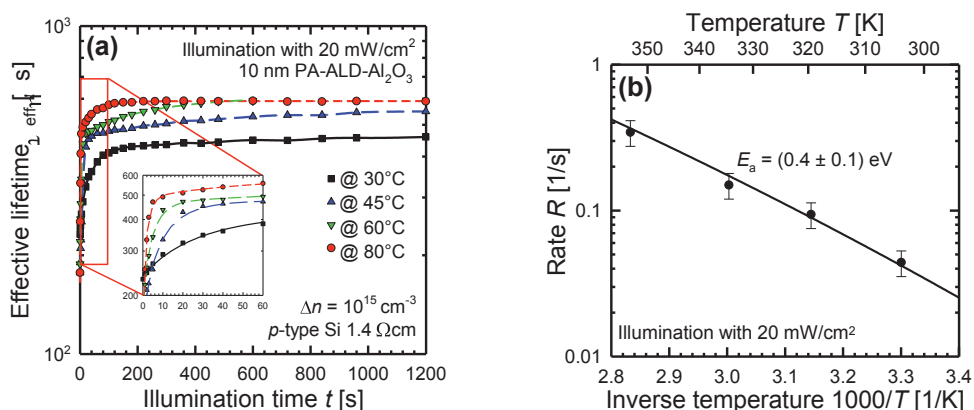 (a)
Illumination with 20 mW/cm²
10 nm PA-ALD-Al₂O₃
10³
10²
Effective lifetime
eff
s]
600
500
400
300
200
0 10 20 30 40 50 60
@ 30°C
@ 45°C
@ 60°C
@ 80°C
Δn = 10¹⁵ cm⁻³
p-type Si 1.4 Ωcm
0 200 400 600 800 1000 1200
Illumination time t [s]
Temperature T [K]
350 340 330 320 310 300
(b)
Eₐ = (0.4 ± 0.1) eV
1
0.1
0.01
Rate R [1/s]
Illumination with 20 mW/cm²
2.8 2.9 3.0 3.1 3.2 3.3 3.4
Inverse temperature 1000/T [1/K]